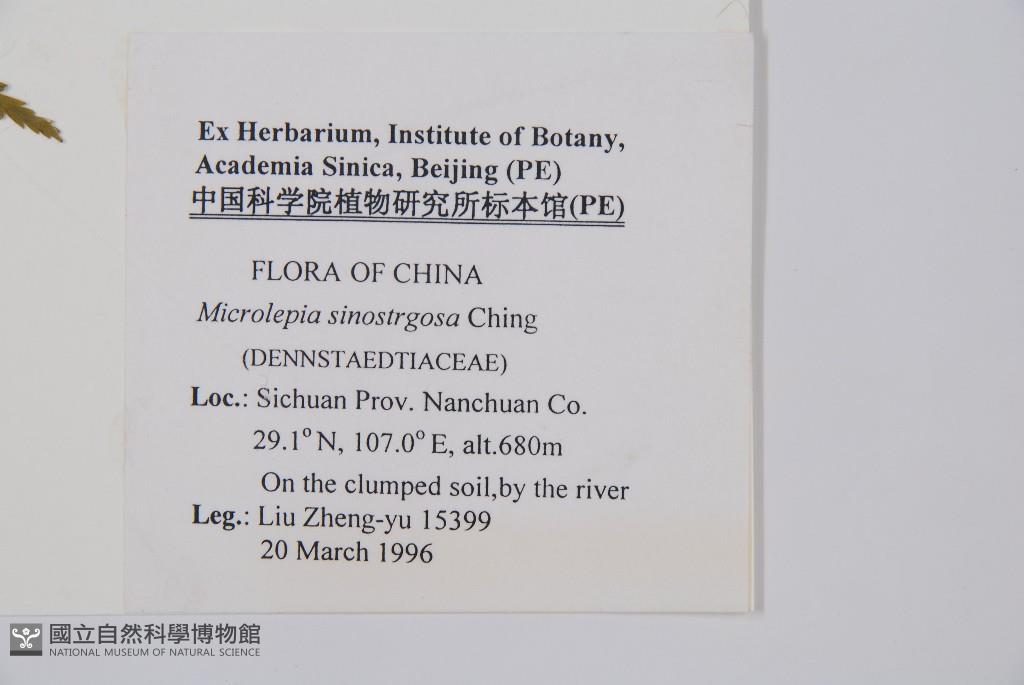 Ex Herbarium, Institute of Botany,
Academia Sinica, Beijing (PE)
中国科学院植物研究所标本馆(PE)
FLORA OF CHINA
Microlepia sinostrgosa Ching
(DENNSTAEDTIACEAE)
Loc.: Sichuan Prov. Nanchuan Co.
29.1° N, 107.0° E, alt.680m
On the clumped soil,by the river
Leg.: Liu Zheng-yu 15399
20 March 1996
國立自然科學博物館
NATIONAL MUSEUM OF NATURAL SCIENCE